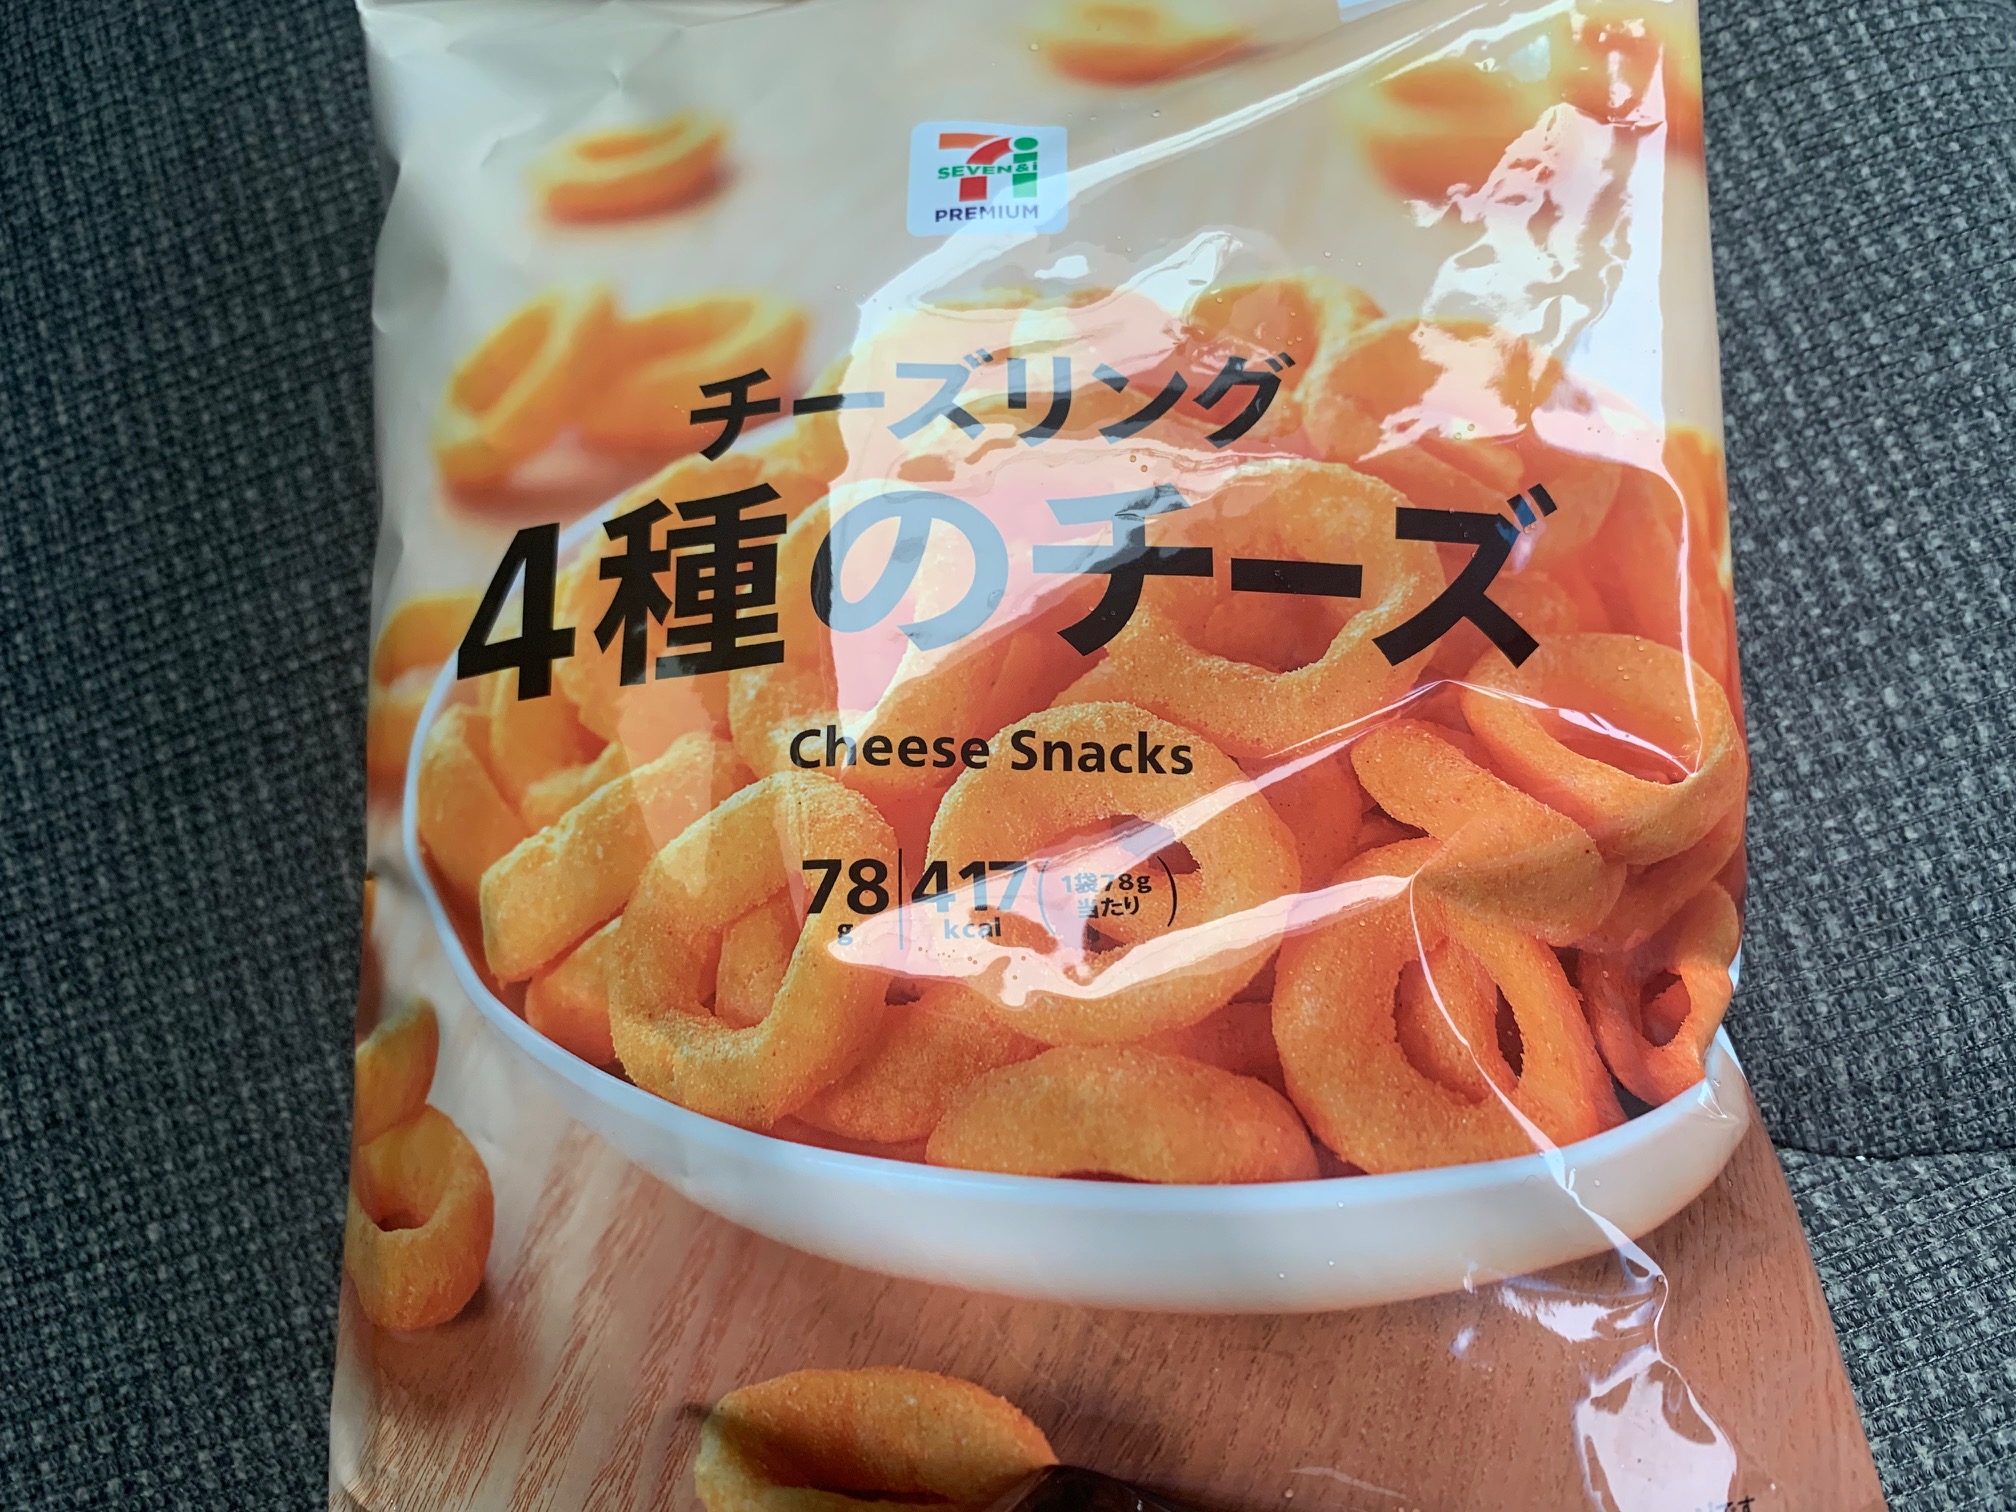 SEVEN&i
PREMIUM
チーズリング
4種のチーズ
Cheese Snacks
78g 417kcal (1袋78g当たり)